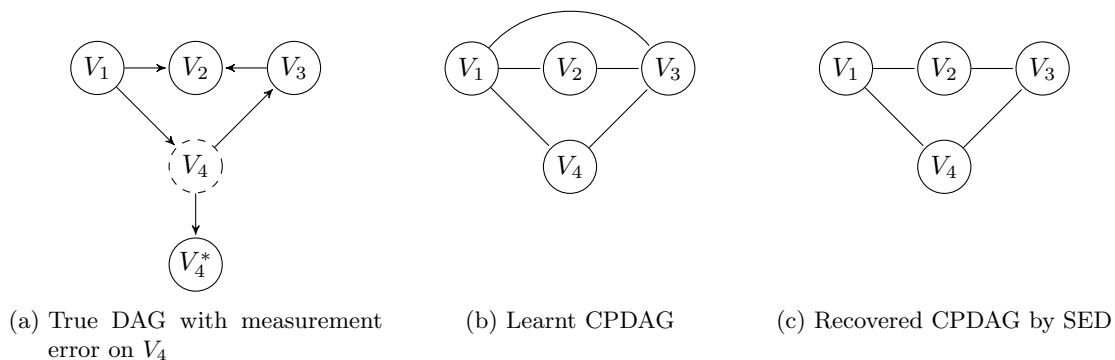 V₁ V₂ V₃
V₄
V₄*
(a) True DAG with measurement
error on V₄
V₁ V₂ V₃
V₄
(b) Learnt CPDAG
V₁ V₂ V₃
V₄
(c) Recovered CPDAG by SED